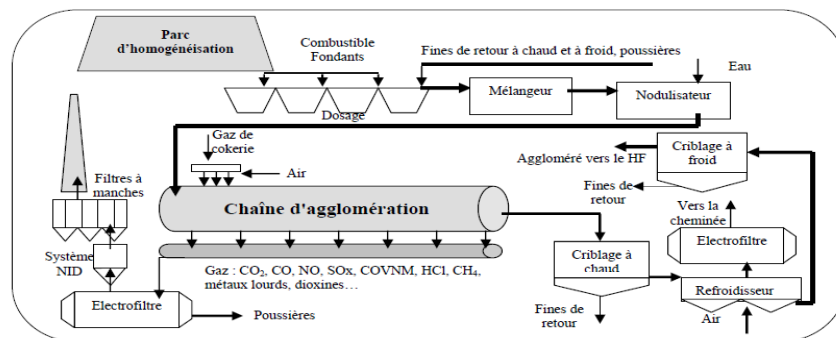 Parc
d'homogénéisation
Combustible
Fondants
Fines de retour à chaud et à froid, poussières
Eau
Mélangeur
Nodulisateur
Dosage
Gaz de
cokerie
Air
Aggloméré vers le HF
Criblage à
froid
Filtres à
manches
Chaîne d'agglomération
Fines de
retour
Vers la
cheminée
Electrofiltre
Système
NID
Gaz : CO₂, CO, NO, SOx, COVNM, HCl, CH₄,
métaux lourds, dioxines…
Criblage à
chaud
Refroidisseur
Electrofiltre
Poussières
Fines de
retour
Air